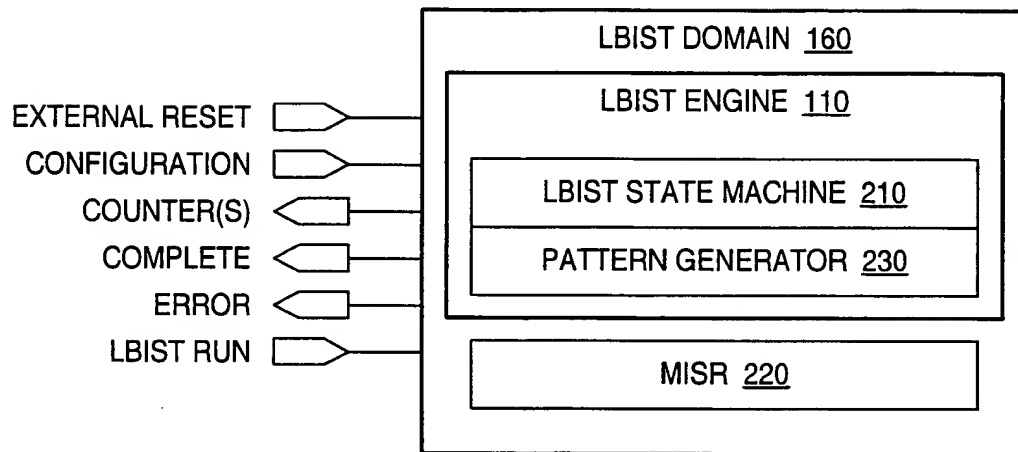 LBIST DOMAIN 160
LBIST ENGINE 110
EXTERNAL RESET
CONFIGURATION
LBIST STATE MACHINE 210
COUNTER(S)
COMPLETE
PATTERN GENERATOR 230
ERROR
LBIST RUN
MISR 220